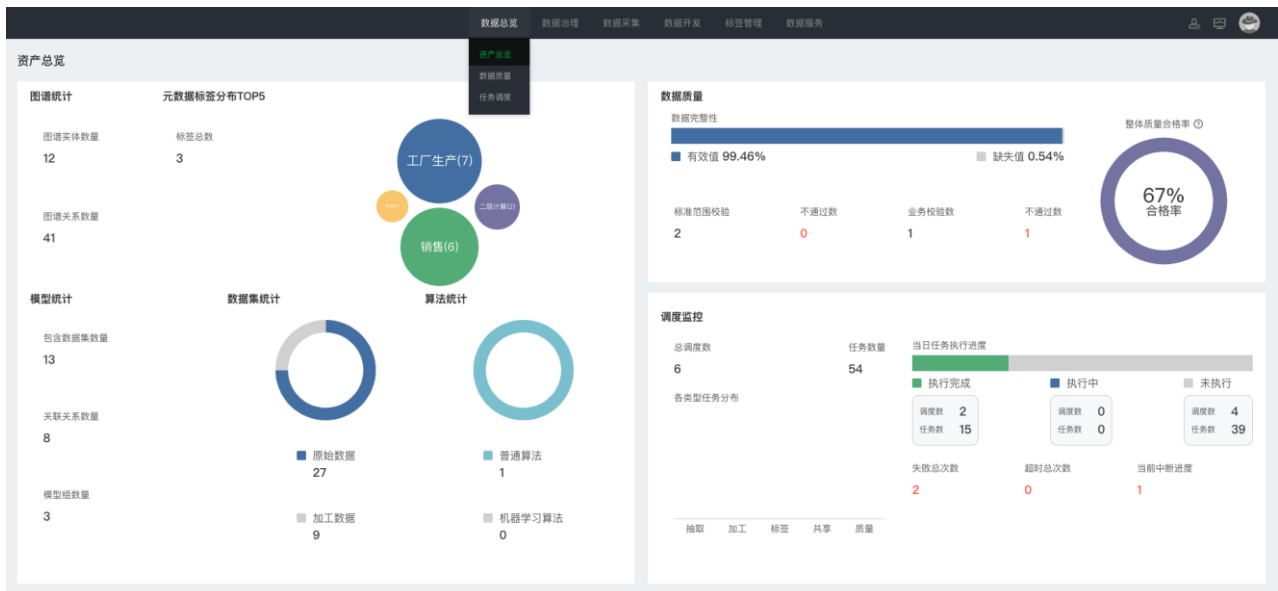 数据总览 数据治理 数据采集 数据开发 标签管理 数据服务
资产总览
数据质量
任务调度
资产总览
图谱统计
元数据标签分布TOP5
图谱实体数量
12
标签总数
3
图谱关系数量
41
工厂生产(7)
二层计算(2)
销售(6)
模型统计
包含数据集数量
13
关联关系数量
8
模型组数量
3
数据集统计
原始数据
27
加工数据
9
算法统计
普通算法
1
机器学习算法
0
数据质量
数据完整性
有效值 99.46%
缺失值 0.54%
标准范围校验
2
不通过数
0
业务校验数
1
不通过数
1
整体质量合格率
67%
合格率
调度监控
总调度数
6
任务数量
54
各类型任务分布
抽取 加工 标签 共享 质量
当日任务执行进度
执行完成
调度数 2
任务数 15
执行中
调度数 0
任务数 0
未执行
调度数 4
任务数 39
失败总次数
2
超时总次数
0
当前中断进度
1